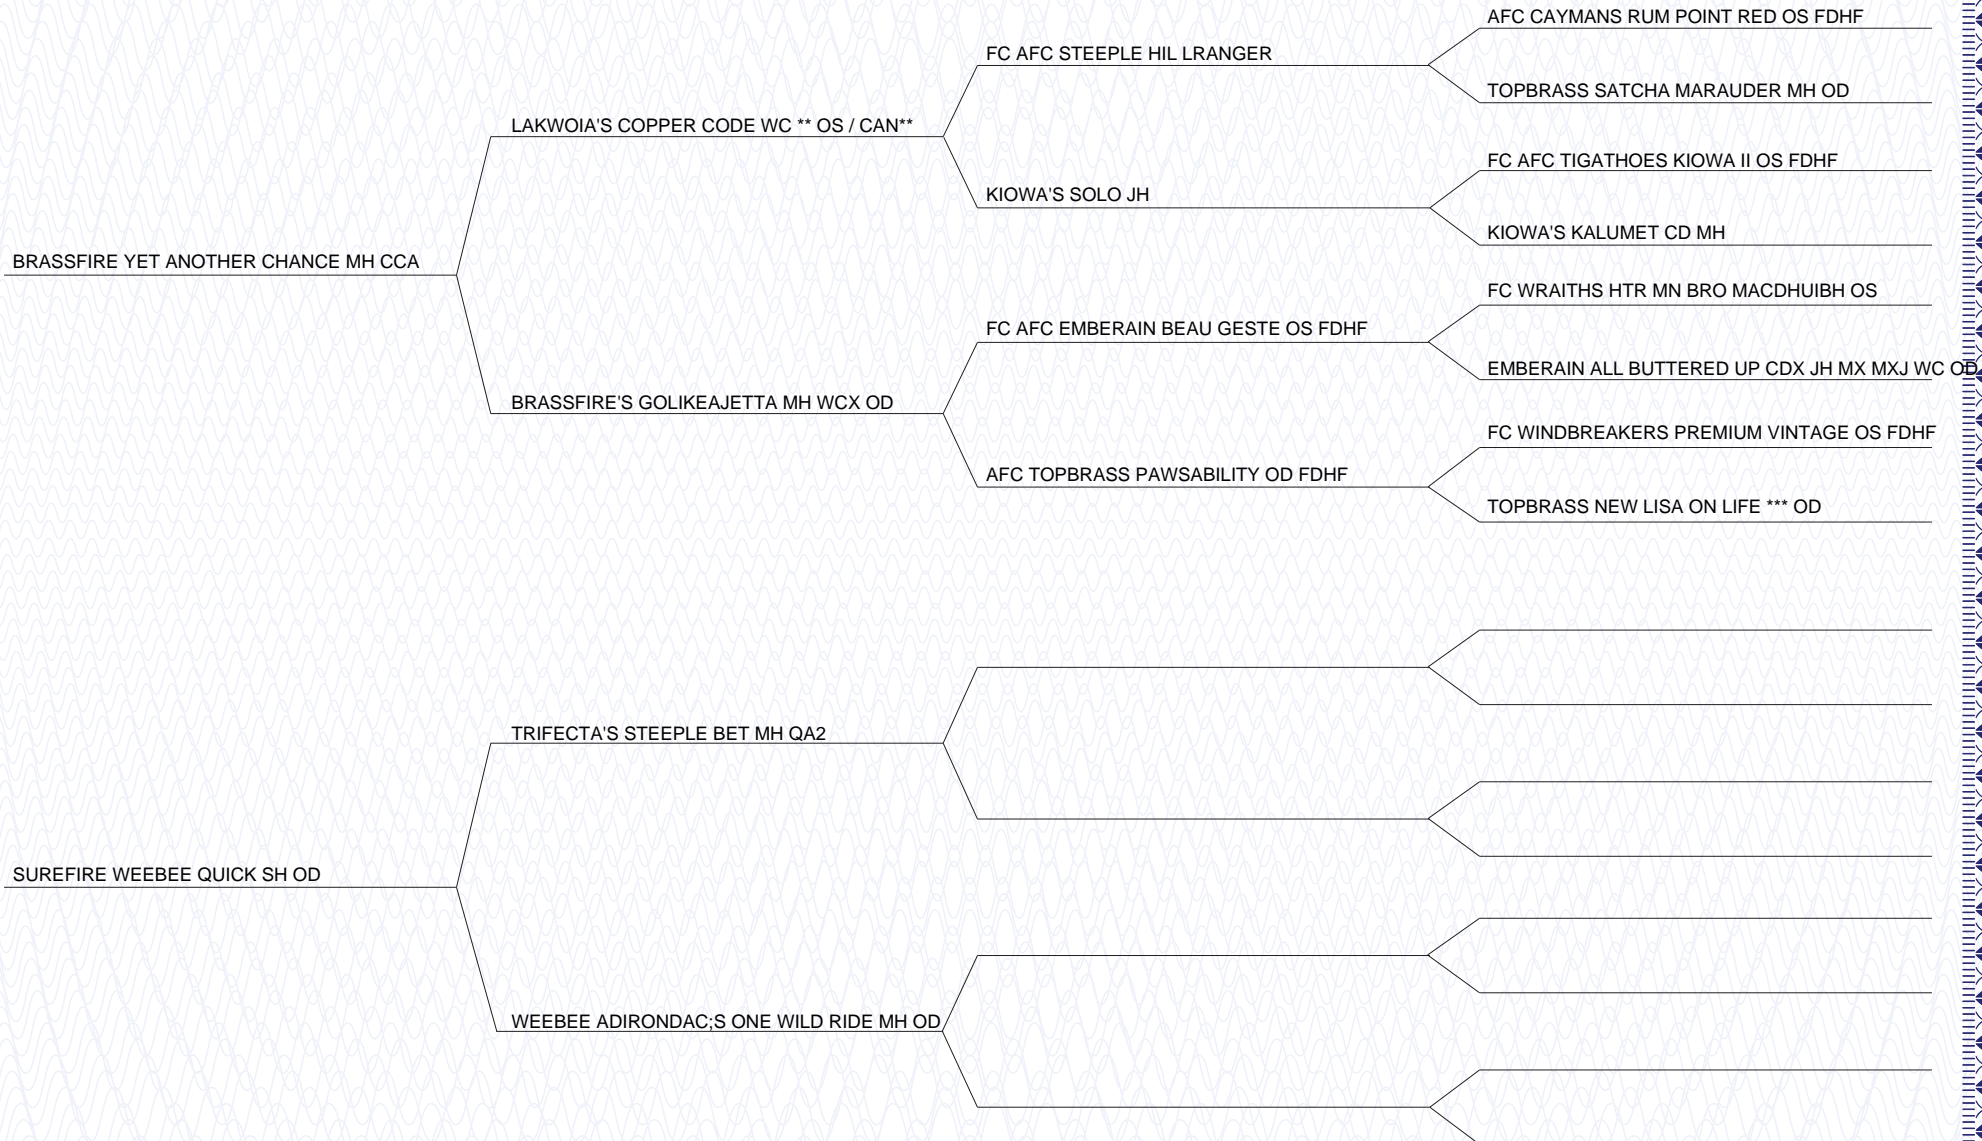 AFC CAYMANS RUM POINT RED OS FDHF
FC AFC STEEPLE HIL LRANGER
TOPBRASS SATCHA MARAUDER MH OD
LAKWOIA'S COPPER CODE WC ** OS / CAN**
FC AFC TIGATHOES KIOWA II OS FDHF
KIOWA'S SOLO JH
KIOWA'S KALUMET CD MH
BRASSFIRE YET ANOTHER CHANCE MH CCA
FC WRAITHS HTR MN BRO MACDHUIBH OS
FC AFC EMBERAIN BEAU GESTE OS FDHF
EMBERAIN ALL BUTTERED UP CDX JH MX MXJ WC OD
BRASSFIRE'S GOLIKEAJETTA MH WCX OD
FC WINDBREAKERS PREMIUM VINTAGE OS FDHF
AFC TOPBRASS PAWSABILITY OD FDHF
TOPBRASS NEW LISA ON LIFE *** OD
TRIFECTA'S STEEPLE BET MH QA2
SUREFIRE WEEBEE QUICK SH OD
WEEBEE ADIRONDAC;S ONE WILD RIDE MH OD